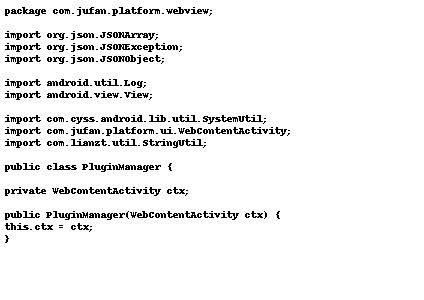 package com.jufan.platform.webview;

import org.json.JSONArray;
import org.json.JSONException;
import org.json.JSONObject;

import android.util.Log;
import android.view.View;

import com.cyss.android.lib.util.SystemUtil;
import com.jufan.platform.ui.WebContentActivity;
import com.lianzt.util.StringUtil;

public class PluginManager {

private WebContentActivity ctx;

public PluginManager(WebContentActivity ctx) {
this.ctx = ctx;
}